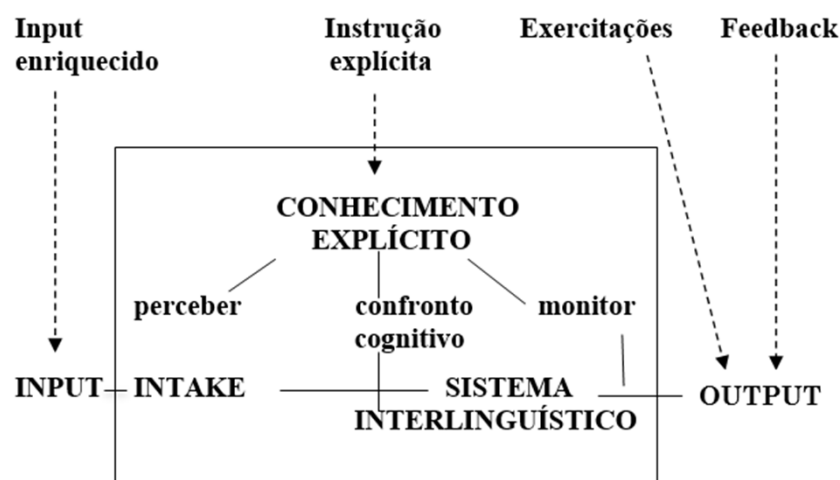 Input
enriquecido
Instrução
explícita
Exercitações
Feedback
CONHECIMENTO
EXPLÍCITO
perceber
confronto
cognitivo
monitor
INPUT
INTAKE
SISTEMA
INTERLINGUÍSTICO
OUTPUT